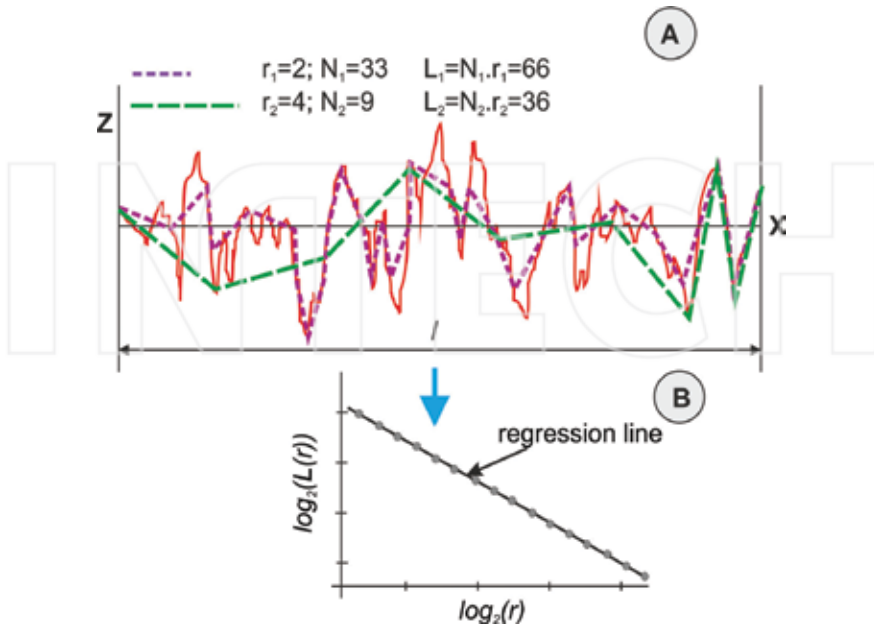 A
r₁=2; N₁=33 L₁=N₁.r₁=66
r₂=4; N₂=9 L₂=N₂.r₂=36
Z
X
INTECH
l
B
regression line
log₂(L(r))
log₂(r)